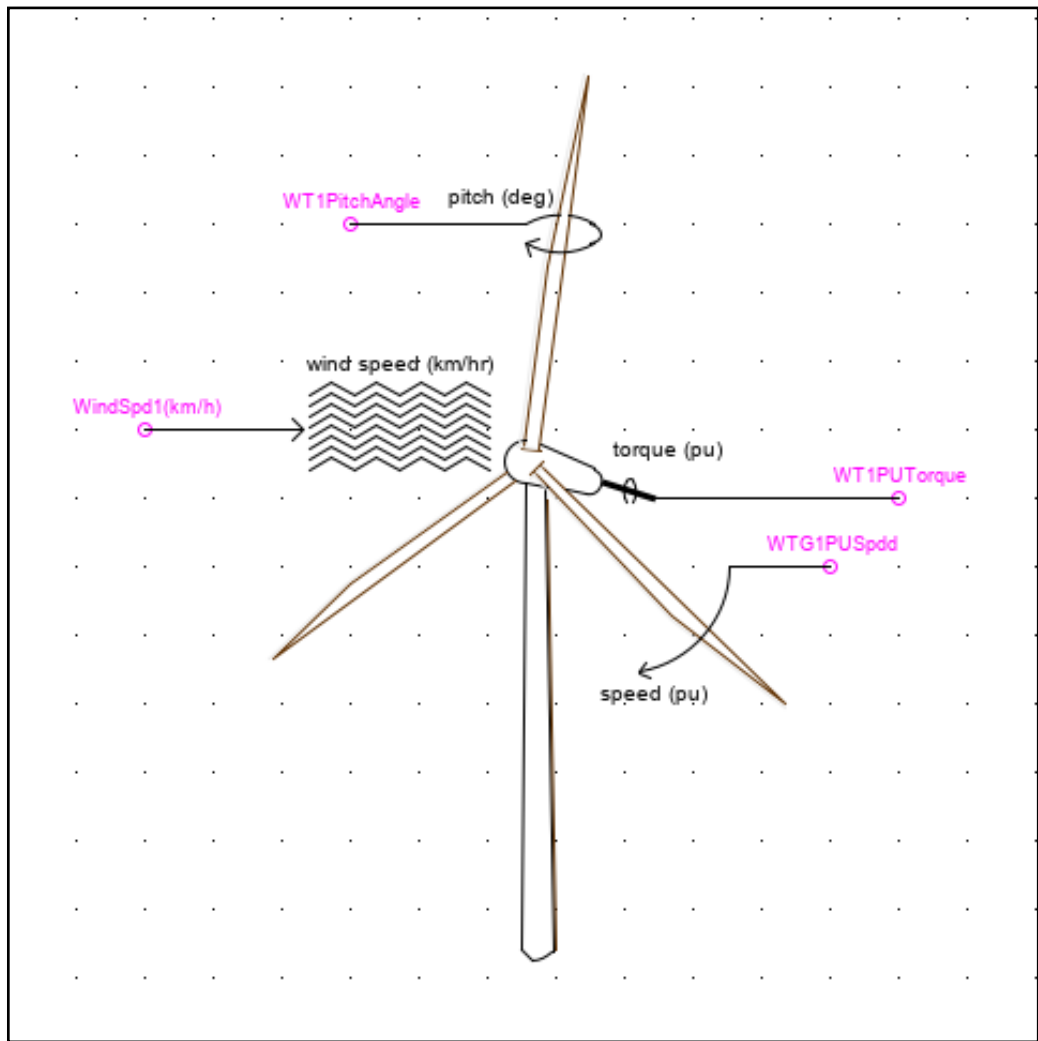 pitch (deg)
WT1PitchAngle
wind speed (km/hr)
WindSpd1(km/h)
torque (pu)
WT1PUTorque
WTG1PUSpdd
speed (pu)